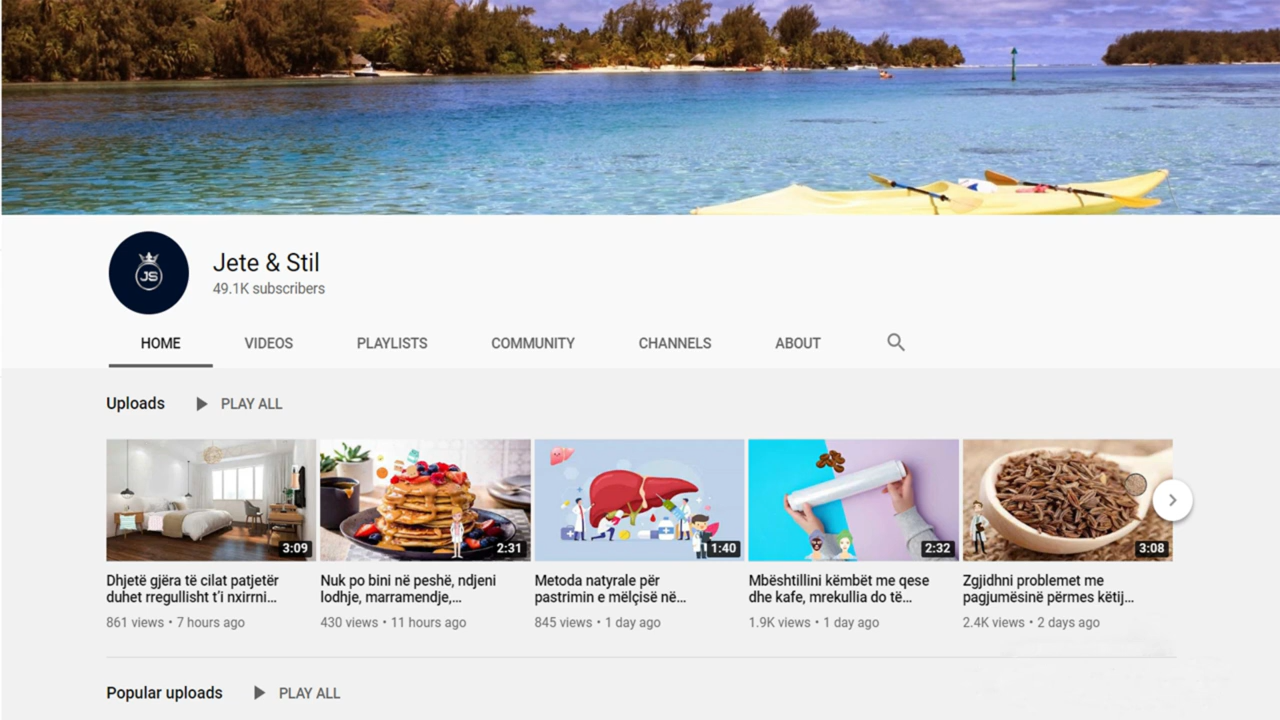 JS
Jete & Stil
49.1K subscribers
HOME VIDEOS PLAYLISTS COMMUNITY CHANNELS ABOUT
Uploads PLAY ALL
3:09 2:31 1:40 2:32 3:08
Dhjetë gjëra të cilat patjetër
duhet rregullisht t'i nxirrni...
861 views • 7 hours ago
Nuk po bini në peshë, ndjeni
lodhje, marramendje,...
430 views • 11 hours ago
Metoda natyrale për
pastrimin e mëlçisë në...
845 views • 1 day ago
Mbështillini këmbët me qese
dhe kafe, mrekullia do të...
1.9K views • 1 day ago
Zgjidhni problemet me
pagjumësinë përmes këtij...
2.4K views • 2 days ago
Popular uploads PLAY ALL